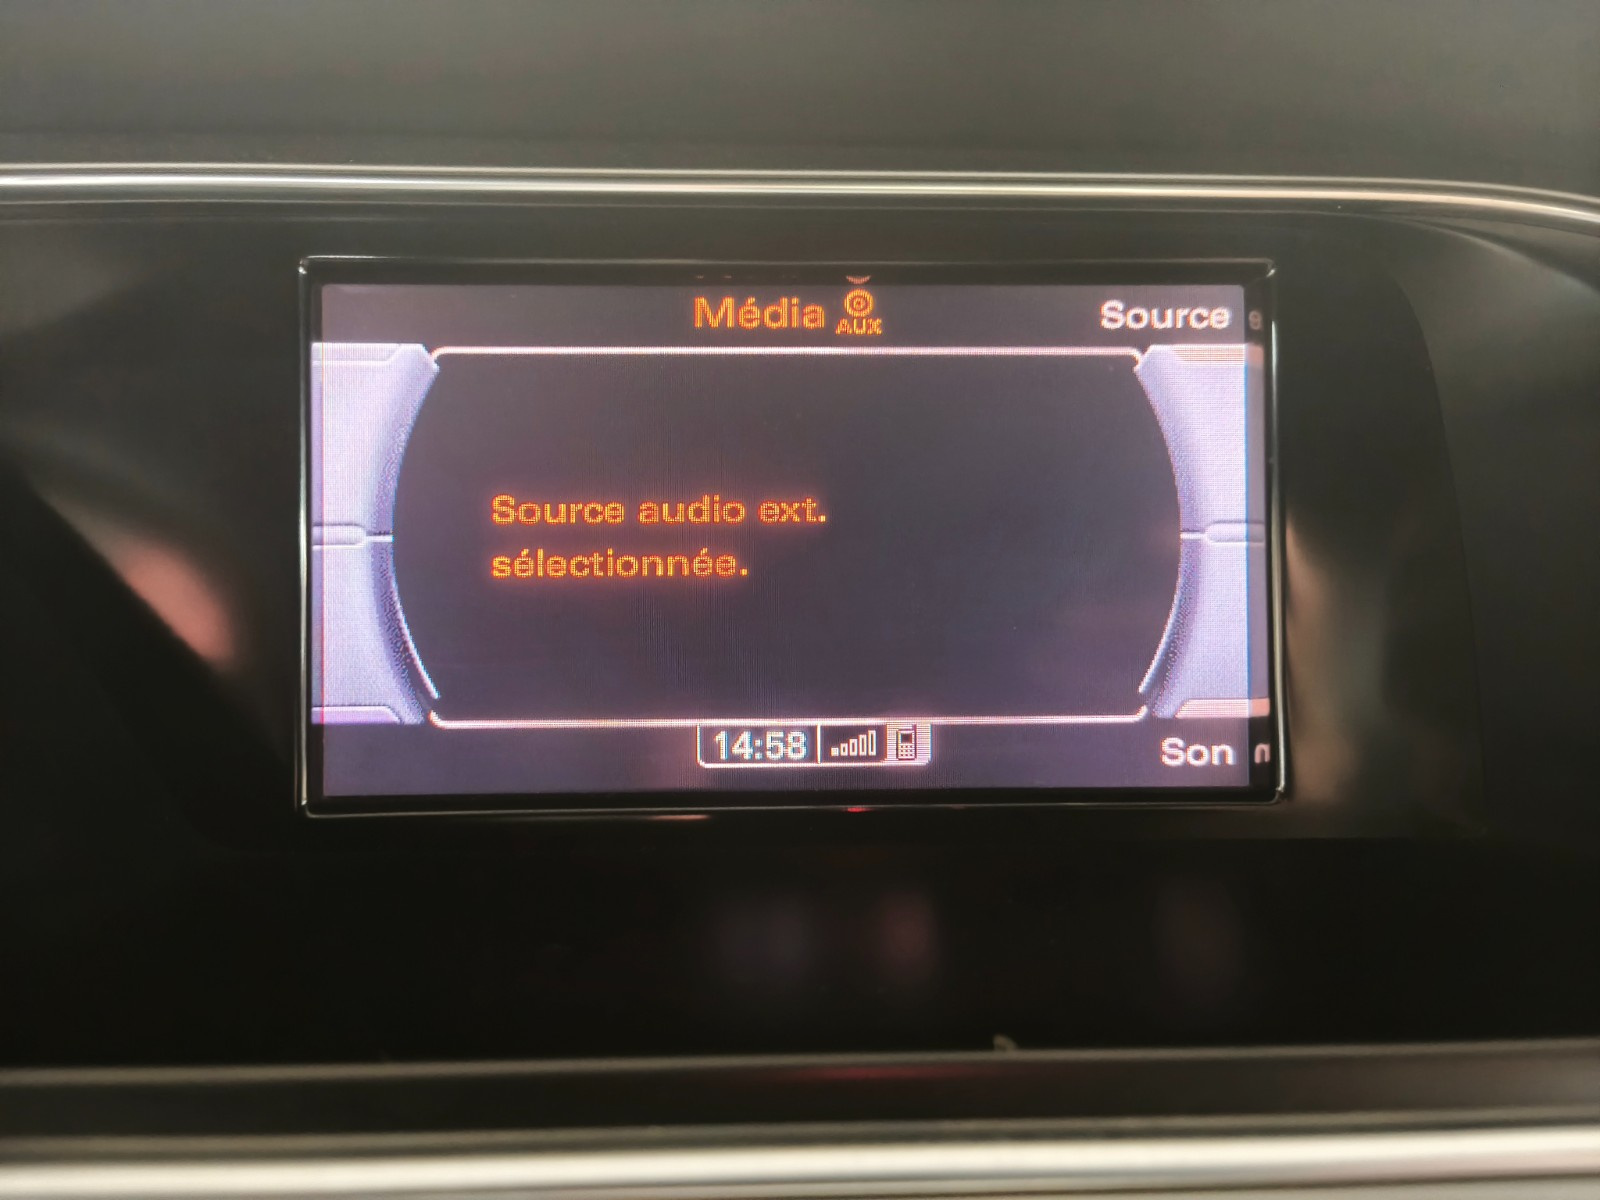 Média AUX
Source
Source audio ext.
sélectionnée.
14:58
Son